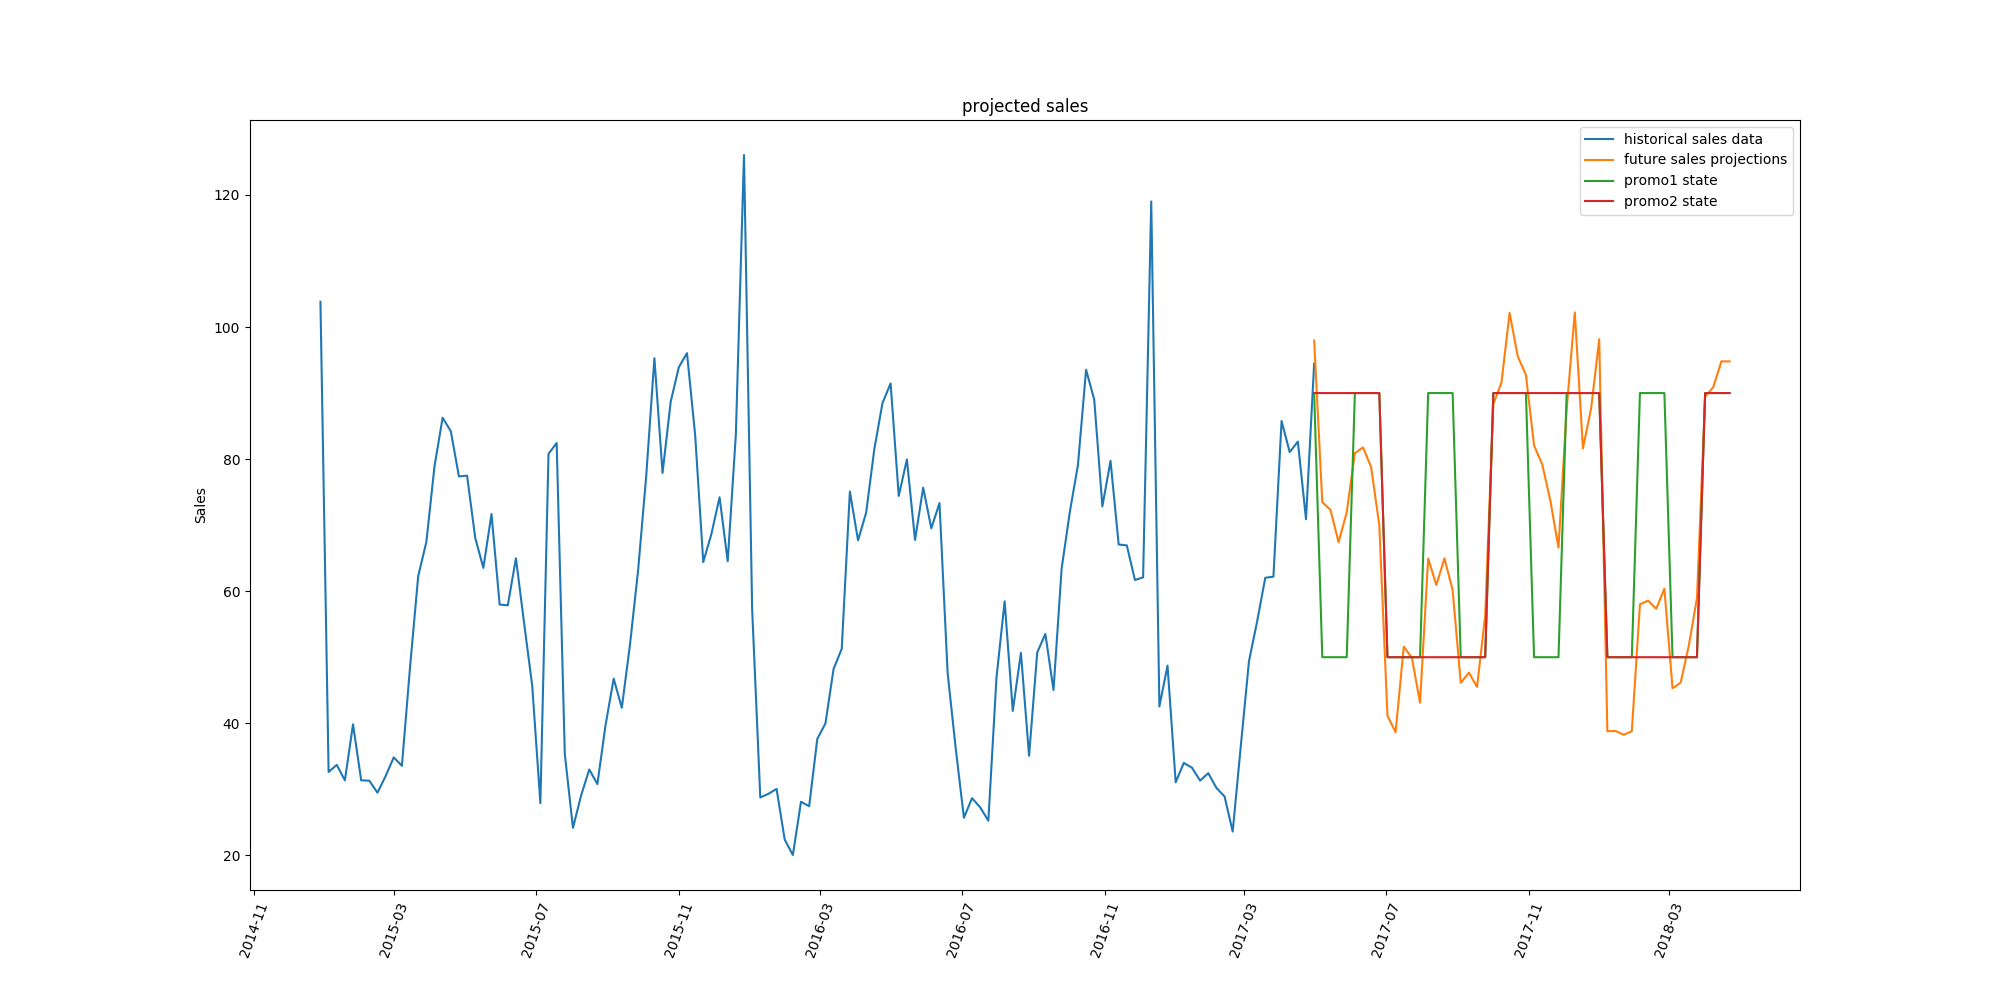 projected sales
historical sales data
future sales projections
promo1 state
promo2 state
120
100
80
60
40
20
Sales
2014-11
2015-03
2015-07
2015-11
2016-03
2016-07
2016-11
2017-03
2017-07
2017-11
2018-03